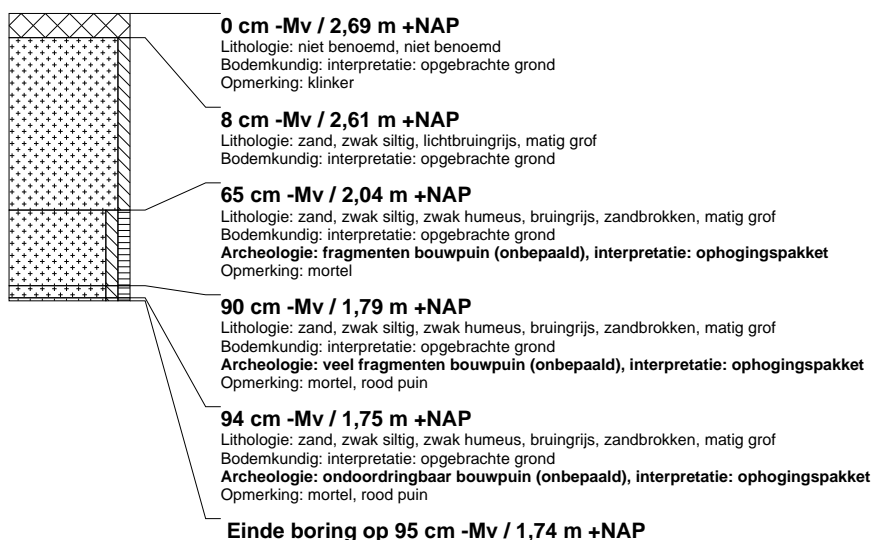 0 cm -Mv / 2,69 m +NAP
Lithologie: niet benoemd, niet benoemd
Bodemkundig: interpretatie: opgebrachte grond
Opmerking: klinker
8 cm -Mv / 2,61 m +NAP
Lithologie: zand, zwak siltig, lichtbruingrijs, matig grof
Bodemkundig: interpretatie: opgebrachte grond
65 cm -Mv / 2,04 m +NAP
Lithologie: zand, zwak siltig, zwak humeus, bruingrijs, zandbrokken, matig grof
Bodemkundig: interpretatie: opgebrachte grond
Archeologie: fragmenten bouwpuin (onbepaald), interpretatie: ophogingspakket
Opmerking: mortel
90 cm -Mv / 1,79 m +NAP
Lithologie: zand, zwak siltig, zwak humeus, bruingrijs, zandbrokken, matig grof
Bodemkundig: interpretatie: opgebrachte grond
Archeologie: veel fragmenten bouwpuin (onbepaald), interpretatie: ophogingspakket
Opmerking: mortel, rood puin
94 cm -Mv / 1,75 m +NAP
Lithologie: zand, zwak siltig, zwak humeus, bruingrijs, zandbrokken, matig grof
Bodemkundig: interpretatie: opgebrachte grond
Archeologie: ondoordringbaar bouwpuin (onbepaald), interpretatie: ophogingspakket
Opmerking: mortel, rood puin
Einde boring op 95 cm -Mv / 1,74 m +NAP